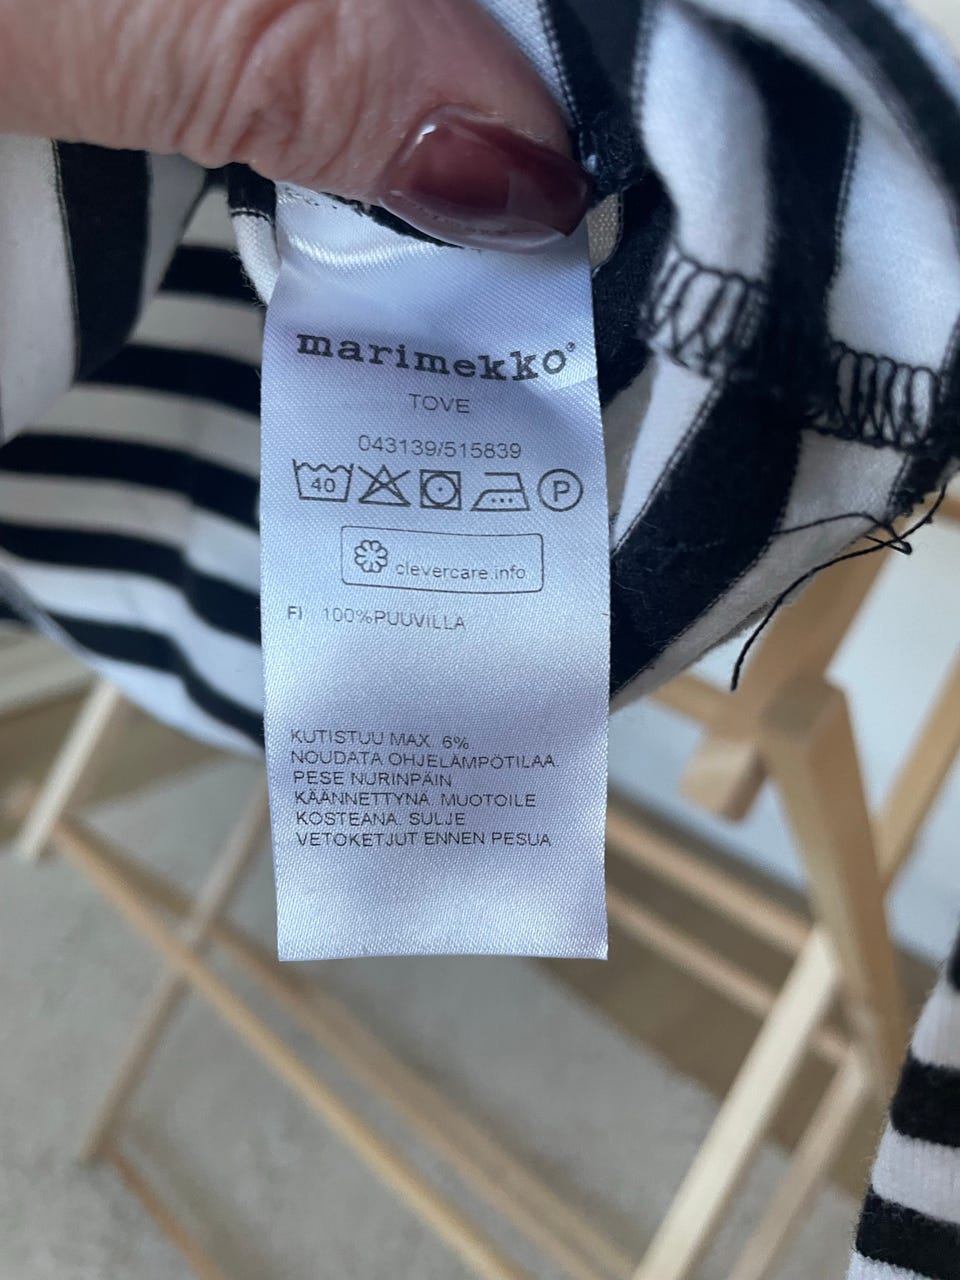 marimekko®
TOVE
043139/515839
40 P
clevercare.info
FI 100%PUUVILLA
KUTISTUU MAX. 6%
NOUDATA OHJELÄMPÖTILAA.
PESE NURINPÄIN
KÄÄNNETTYNÄ. MUOTOILE
KOSTEANA. SULJE
VETOKETJUT ENNEN PESUA